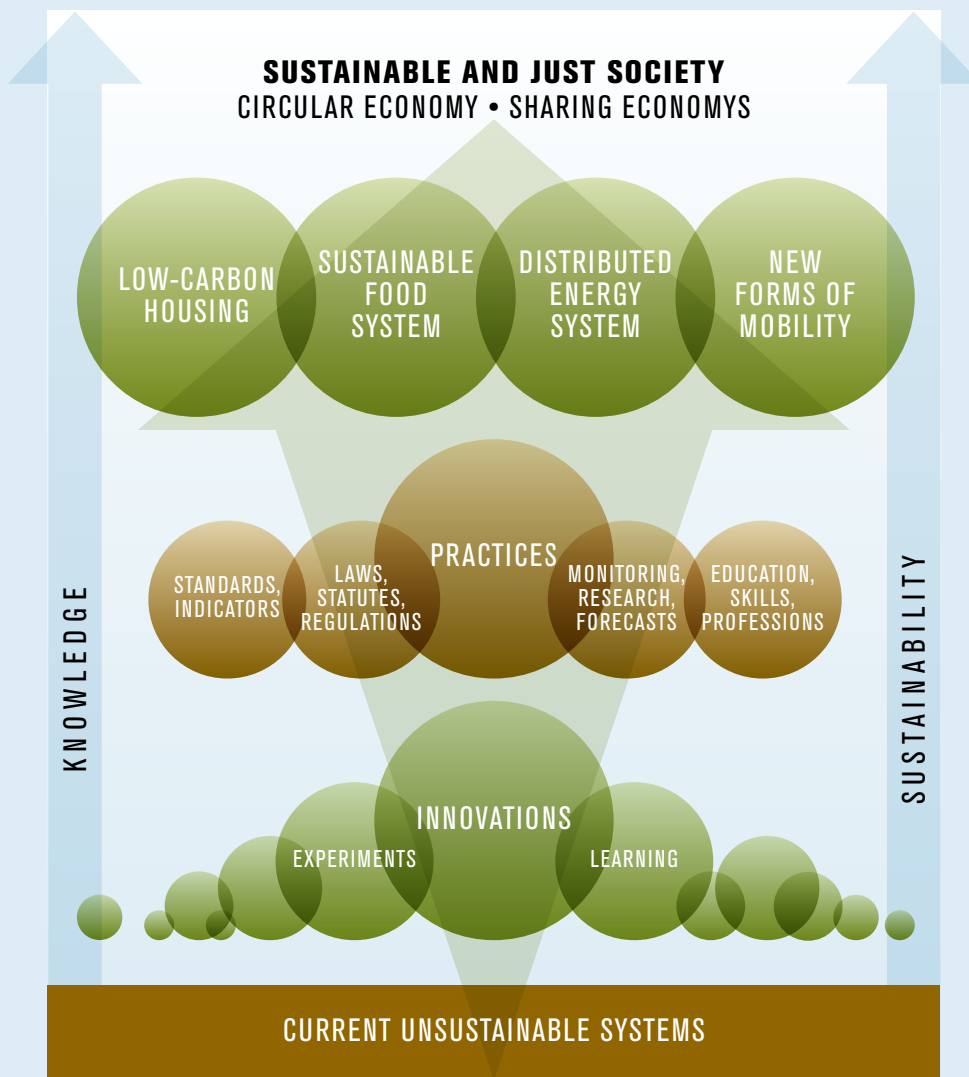 SUSTAINABLE AND JUST SOCIETY
CIRCULAR ECONOMY • SHARING ECONOMYS
LOW-CARBON
HOUSING
SUSTAINABLE
FOOD
SYSTEM
DISTRIBUTED
ENERGY
SYSTEM
NEW
FORMS OF
MOBILITY
PRACTICES
STANDARDS,
INDICATORS
LAWS,
STATUTES,
REGULATIONS
MONITORING,
RESEARCH,
FORECASTS
EDUCATION,
SKILLS,
PROFESSIONS
KNOWLEDGE
SUSTAINABILITY
INNOVATIONS
EXPERIMENTS
LEARNING
CURRENT UNSUSTAINABLE SYSTEMS